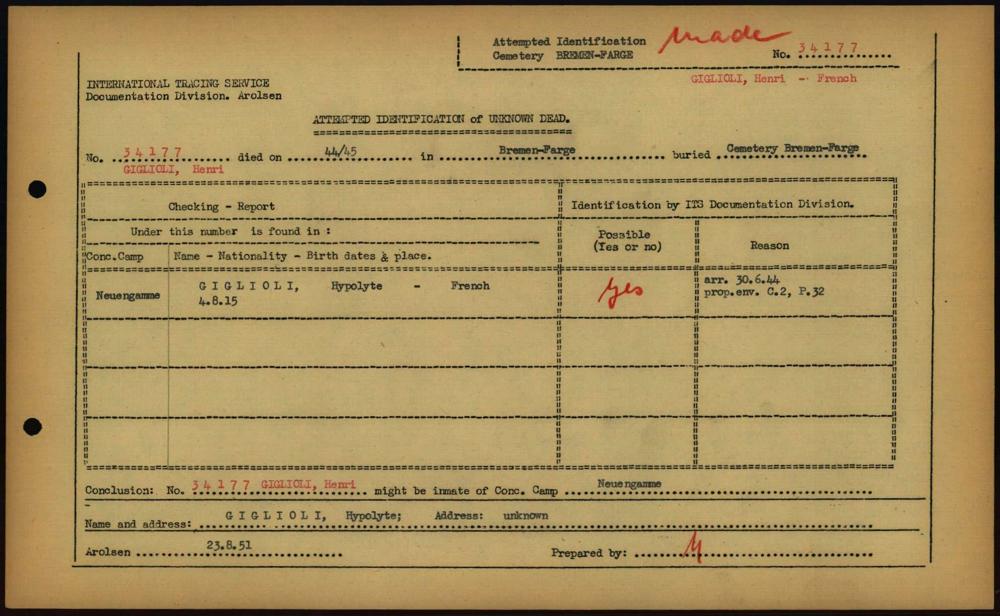 Attempted Identification made
Cemetery BREMEN-FARGE No. 34177
GIGLIOLI, Henri - French
INTERNATIONAL TRACING SERVICE
Documentation Division. Arolsen
ATTEMPTED IDENTIFICATION of UNKNOWN DEAD.
No. 34177 died on 44/45 in Bremen-Farge buried Cemetery Bremen-Farge
GIGLIOLI, Henri
Checking - Report Identification by ITS Documentation Division.
Under this number is found in :
Possible
(Yes or no) Reason
Conc.Camp Name - Nationality - Birth dates & place.
Neuengamme GIGLIOLI, Hypolyte - French yes arr. 30.6.44
4.8.15 prop.env. C.2, P.32
Conclusion: No. 34177 GIGLIOLI, Henri might be inmate of Conc. Camp Neuengamme
Name and address: GIGLIOLI, Hypolyte; Address: unknown
Arolsen 23.8.51 Prepared by: